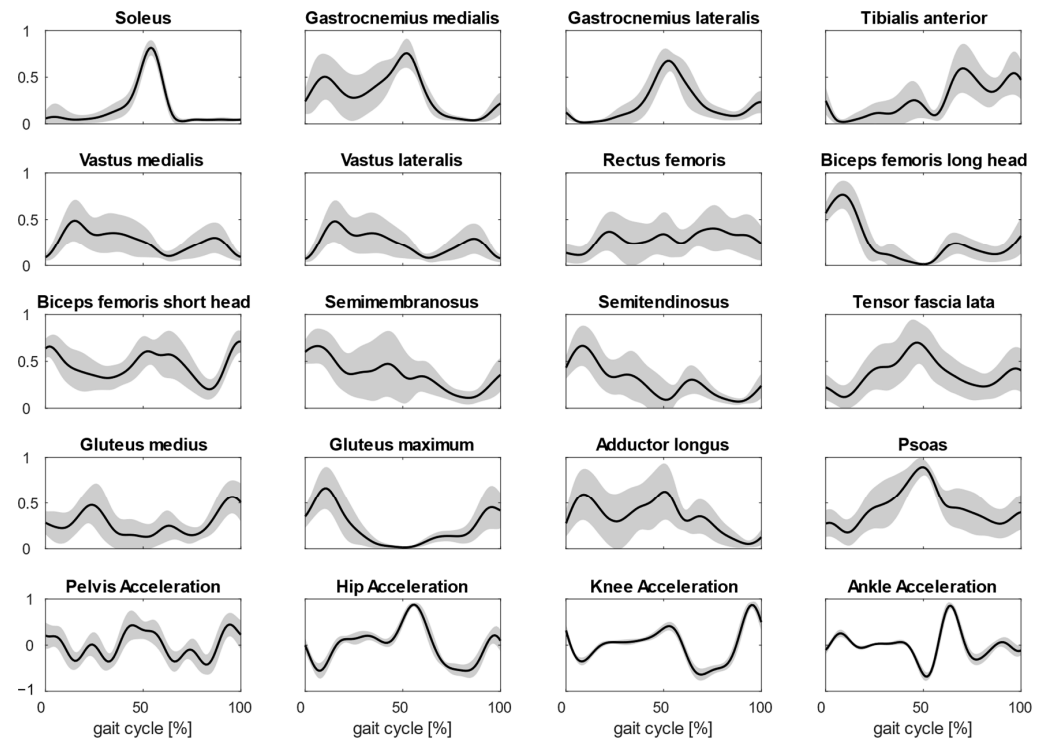 Soleus Gastrocnemius medialis Gastrocnemius lateralis Tibialis anterior
1
0.5
0
Vastus medialis Vastus lateralis Rectus femoris Biceps femoris long head
1
0.5
0
Biceps femoris short head Semimembranosus Semitendinosus Tensor fascia lata
1
0.5
0
Gluteus medius Gluteus maximum Adductor longus Psoas
1
0.5
0
Pelvis Acceleration Hip Acceleration Knee Acceleration Ankle Acceleration
1
0
−1
0 50 100 0 50 100 0 50 100 0 50 100
gait cycle [%] gait cycle [%] gait cycle [%] gait cycle [%]